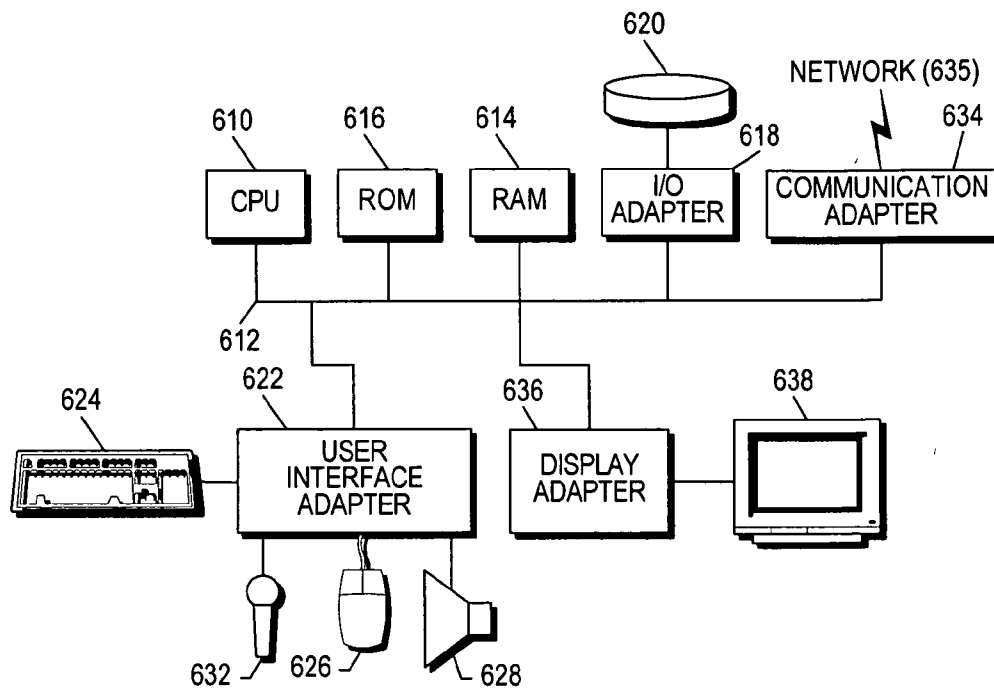 620
NETWORK (635)
610
616
614
618
634
CPU
ROM
RAM
I/O
ADAPTER
COMMUNICATION
ADAPTER
612
622
636
638
624
USER
INTERFACE
ADAPTER
DISPLAY
ADAPTER
632
626
628